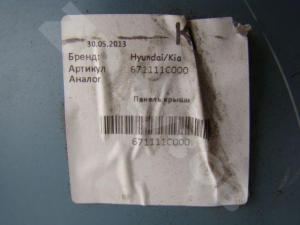 К
30.05.2013
Бренд: Hyundai/Kia
Артикул 671111C000
Аналог
Панель крыши
671111C000